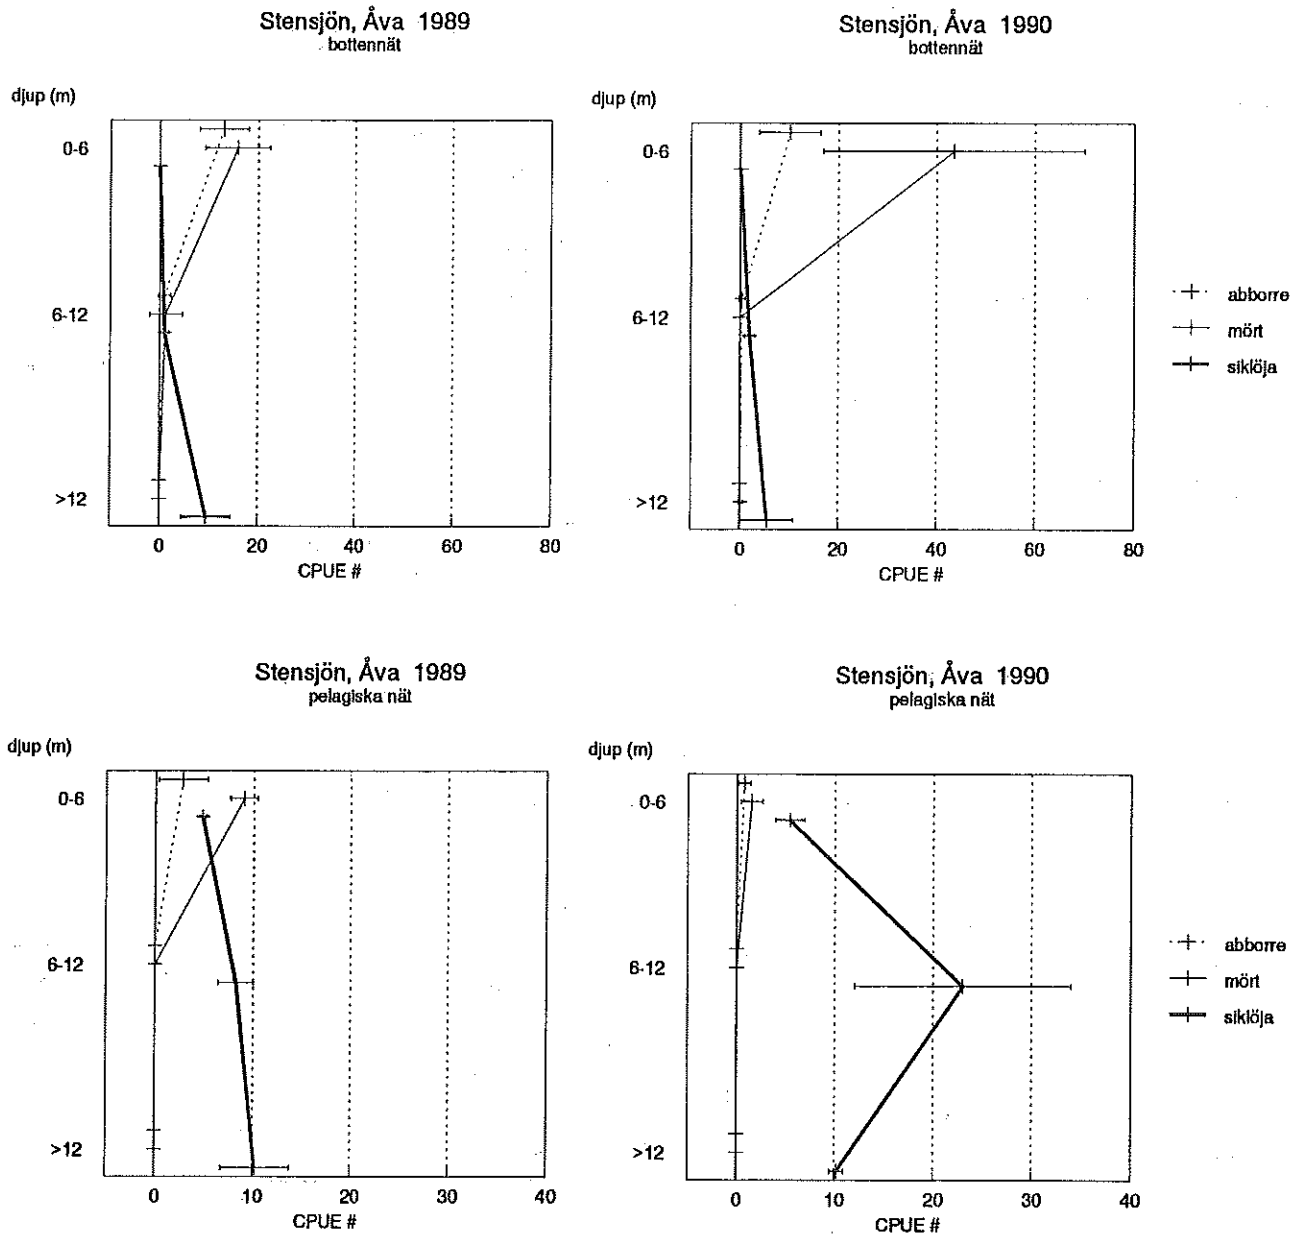 Stensjön, Åva 1989
bottennät
djup (m)
0-6
6-12
>12
0 20 40 60 80
CPUE #
Stensjön, Åva 1990
bottennät
djup (m)
0-6
6-12
>12
0 20 40 60 80
CPUE #
abborre
mört
siklöja
Stensjön, Åva 1989
pelagiska nät
djup (m)
0-6
6-12
>12
0 10 20 30 40
CPUE #
Stensjön, Åva 1990
pelagiska nät
djup (m)
0-6
6-12
>12
0 10 20 30 40
CPUE #
abborre
mört
siklöja